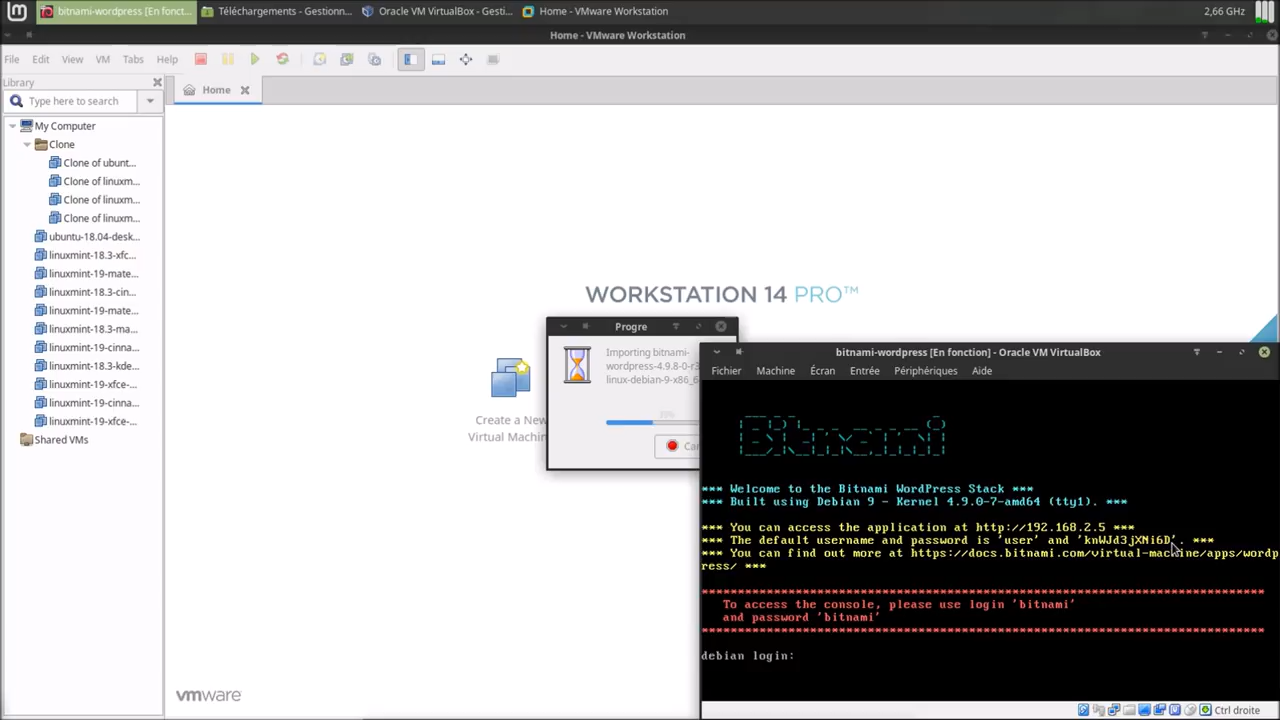 bitnami-wordpress [En fonct...
Téléchargements - Gestionn...
Oracle VM VirtualBox - Gesti...
Home - VMware Workstation
2,66 GHz
Home - VMware Workstation
File Edit View VM Tabs Help
Library
Home
Type here to search
My Computer
Clone
Clone of ubunt...
Clone of linuxm...
Clone of linuxm...
Clone of linuxm...
ubuntu-18.04-desk...
linuxmint-18.3-xfc...
linuxmint-19-mate...
linuxmint-18.3-cin...
linuxmint-19-mate...
linuxmint-18.3-ma...
linuxmint-19-cinna...
linuxmint-18.3-kde...
linuxmint-19-xfce-...
linuxmint-19-cinna...
linuxmint-19-xfce-...
Shared VMs
WORKSTATION 14 PRO™
Create a New
Virtual Machin
vmware
Progre
Importing bitnami-
wordpress-4.9.8-0-r3
linux-debian-9-x86_6
Can
bitnami-wordpress [En fonction] - Oracle VM VirtualBox
Fichier Machine Écran Entrée Périphériques Aide
Bitnami
*** Welcome to the Bitnami WordPress Stack ***
*** Built using Debian 9 - Kernel 4.9.0-7-amd64 (tty1). ***
*** You can access the application at http://192.168.2.5 ***
*** The default username and password is 'user' and 'knWJd3jXNi6D'. ***
*** You can find out more at https://docs.bitnami.com/virtual-machine/apps/wordp
ress/ ***
To access the console, please use login 'bitnami'
and password 'bitnami'
debian login:
Ctrl droite